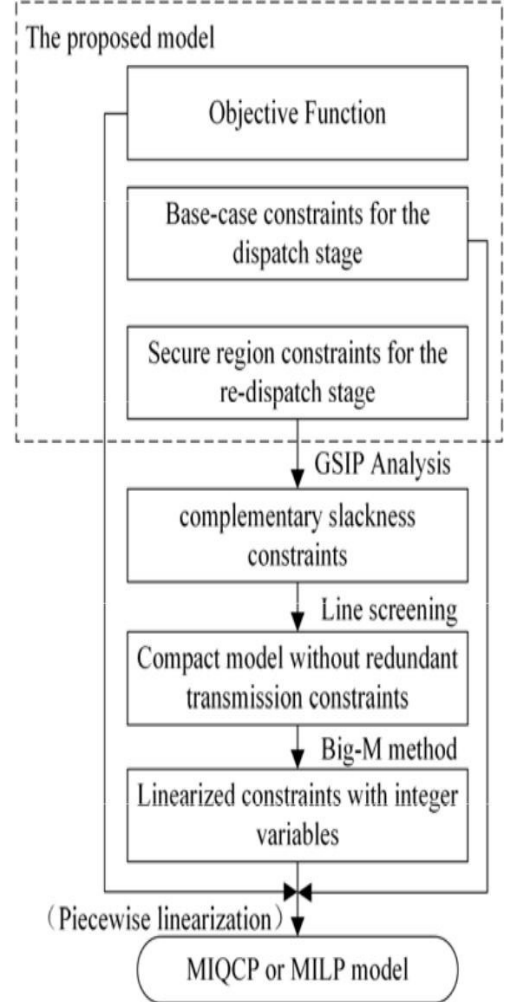 The proposed model
Objective Function
Base-case constraints for the
dispatch stage
Secure region constraints for the
re-dispatch stage
GSIP Analysis
complementary slackness
constraints
Line screening
Compact model without redundant
transmission constraints
Big-M method
Linearized constraints with integer
variables
（Piecewise linearization）
MIQCP or MILP model